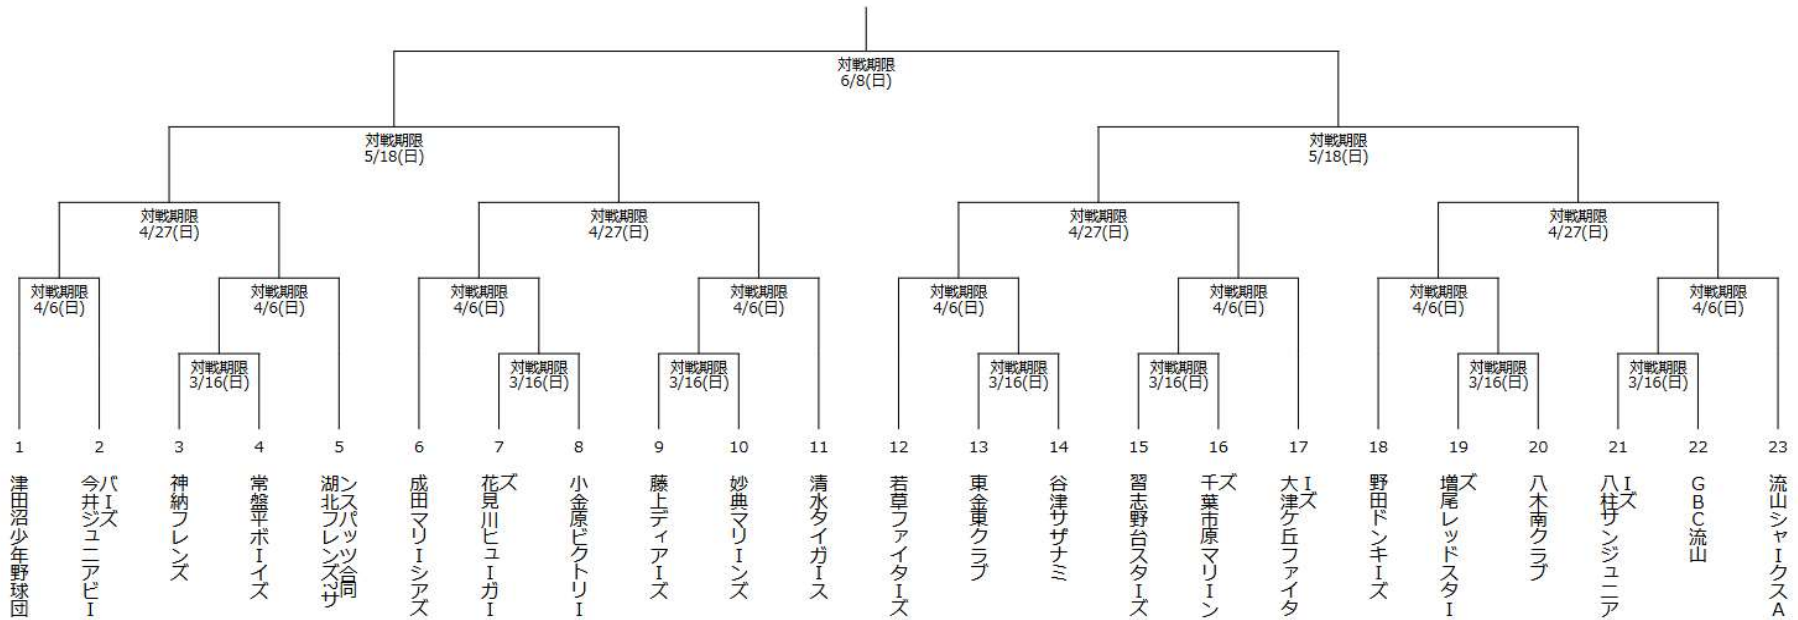 対戦期限
6/8(日)
対戦期限
5/18(日)
対戦期限
5/18(日)
対戦期限
4/27(日)
対戦期限
4/27(日)
対戦期限
4/27(日)
対戦期限
4/27(日)
対戦期限
4/6(日)
対戦期限
4/6(日)
対戦期限
4/6(日)
対戦期限
4/6(日)
対戦期限
4/6(日)
対戦期限
4/6(日)
対戦期限
4/6(日)
対戦期限
4/6(日)
対戦期限
3/16(日)
対戦期限
3/16(日)
対戦期限
3/16(日)
対戦期限
3/16(日)
対戦期限
3/16(日)
対戦期限
3/16(日)
対戦期限
3/16(日)
1 2 3 4 5 6 7 8 9 10 11 12 13 14 15 16 17 18 19 20 21 22 23
津田沼少年野球団
今井ジュニアビー
バーズ
神納フレンズ
常盤平ボーイズ
湖北フレンズ?サ
ンスパッツ合同
成田マリーシアズ
花見川ヒューガー
ズ
小金原ビクトリー
藤上ディアーズ
妙典マリーンズ
清水タイガース
若草ファイターズ
東金東クラブ
谷津サザナミ
習志野台スターズ
千葉市原マリーン
ズ
大津ケ丘ファイタ
ーズ
野田ドンキーズ
増尾レッドスター
ズ
八木南クラブ
八柱サンジュニア
ーズ
GBC流山
流山シャークスA